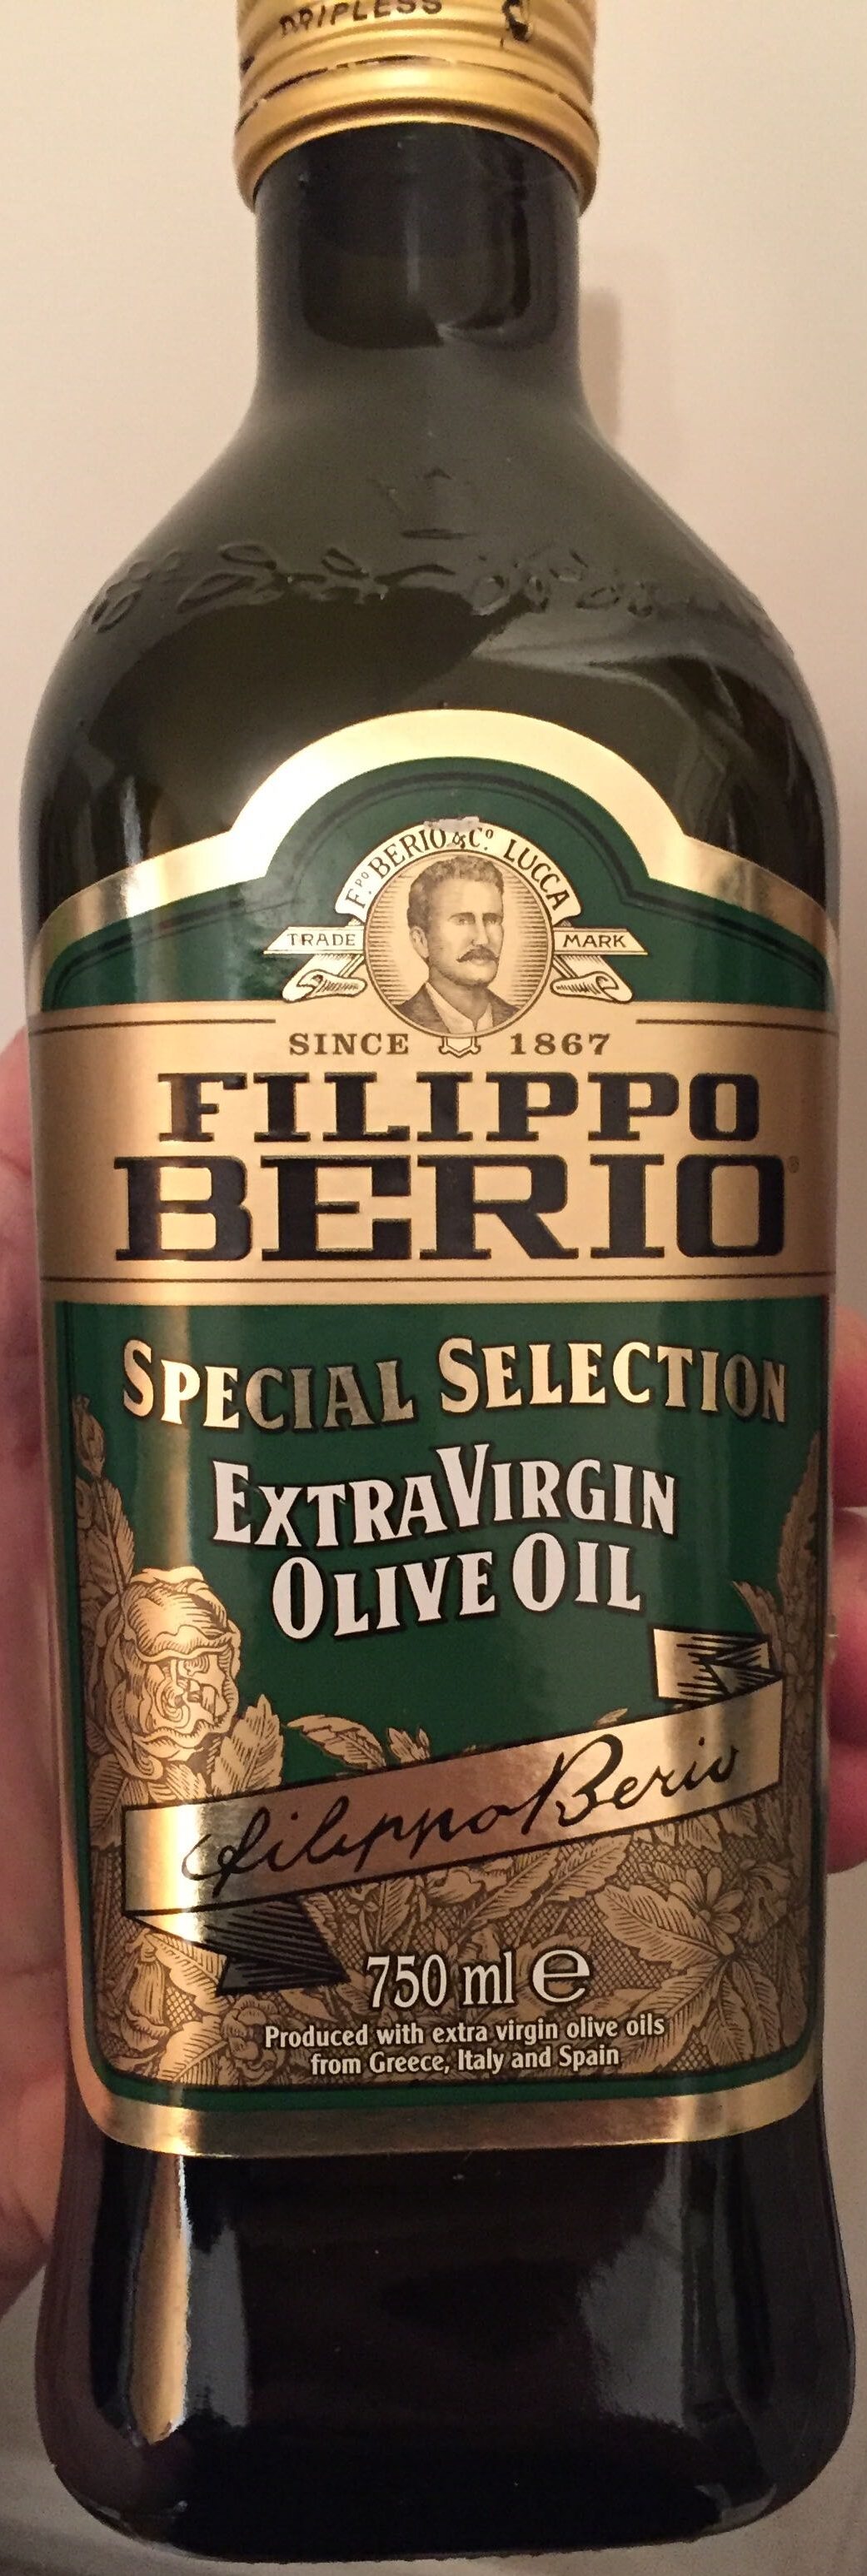 DRIPLESS
F.PO BERIO & Cº. LUCCA
TRADE MARK
SINCE 1867
FILIPPO
BERIO®
SPECIAL SELECTION
EXTRA VIRGIN
OLIVE OIL
Filippo Berio
750 ml ℮
Produced with extra virgin olive oils
from Greece, Italy and Spain